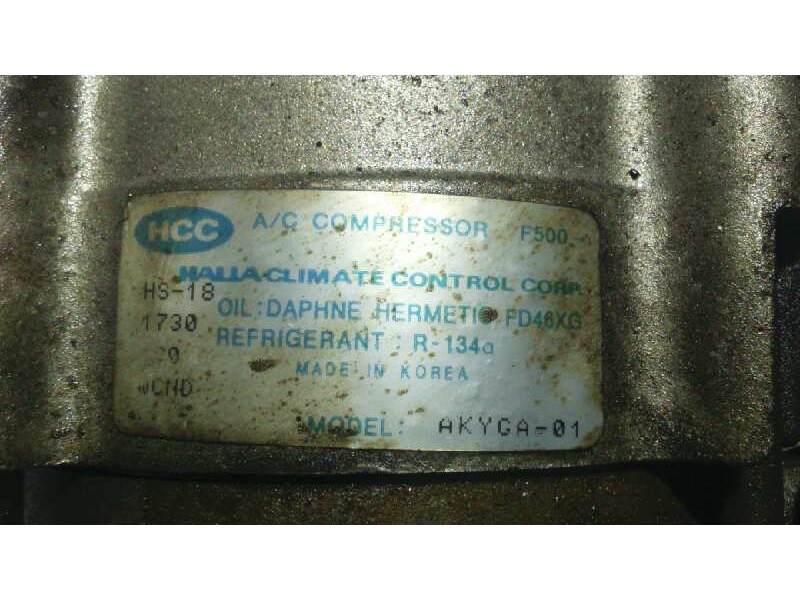 HCC A/C COMPRESSOR F500
HALLA CLIMATE CONTROL CORP.
HS-18 OIL : DAPHNE HERMETIC FD46XG
1730 REFRIGERANT : R-134a
MADE IN KOREA
MODEL: AKYGA-01